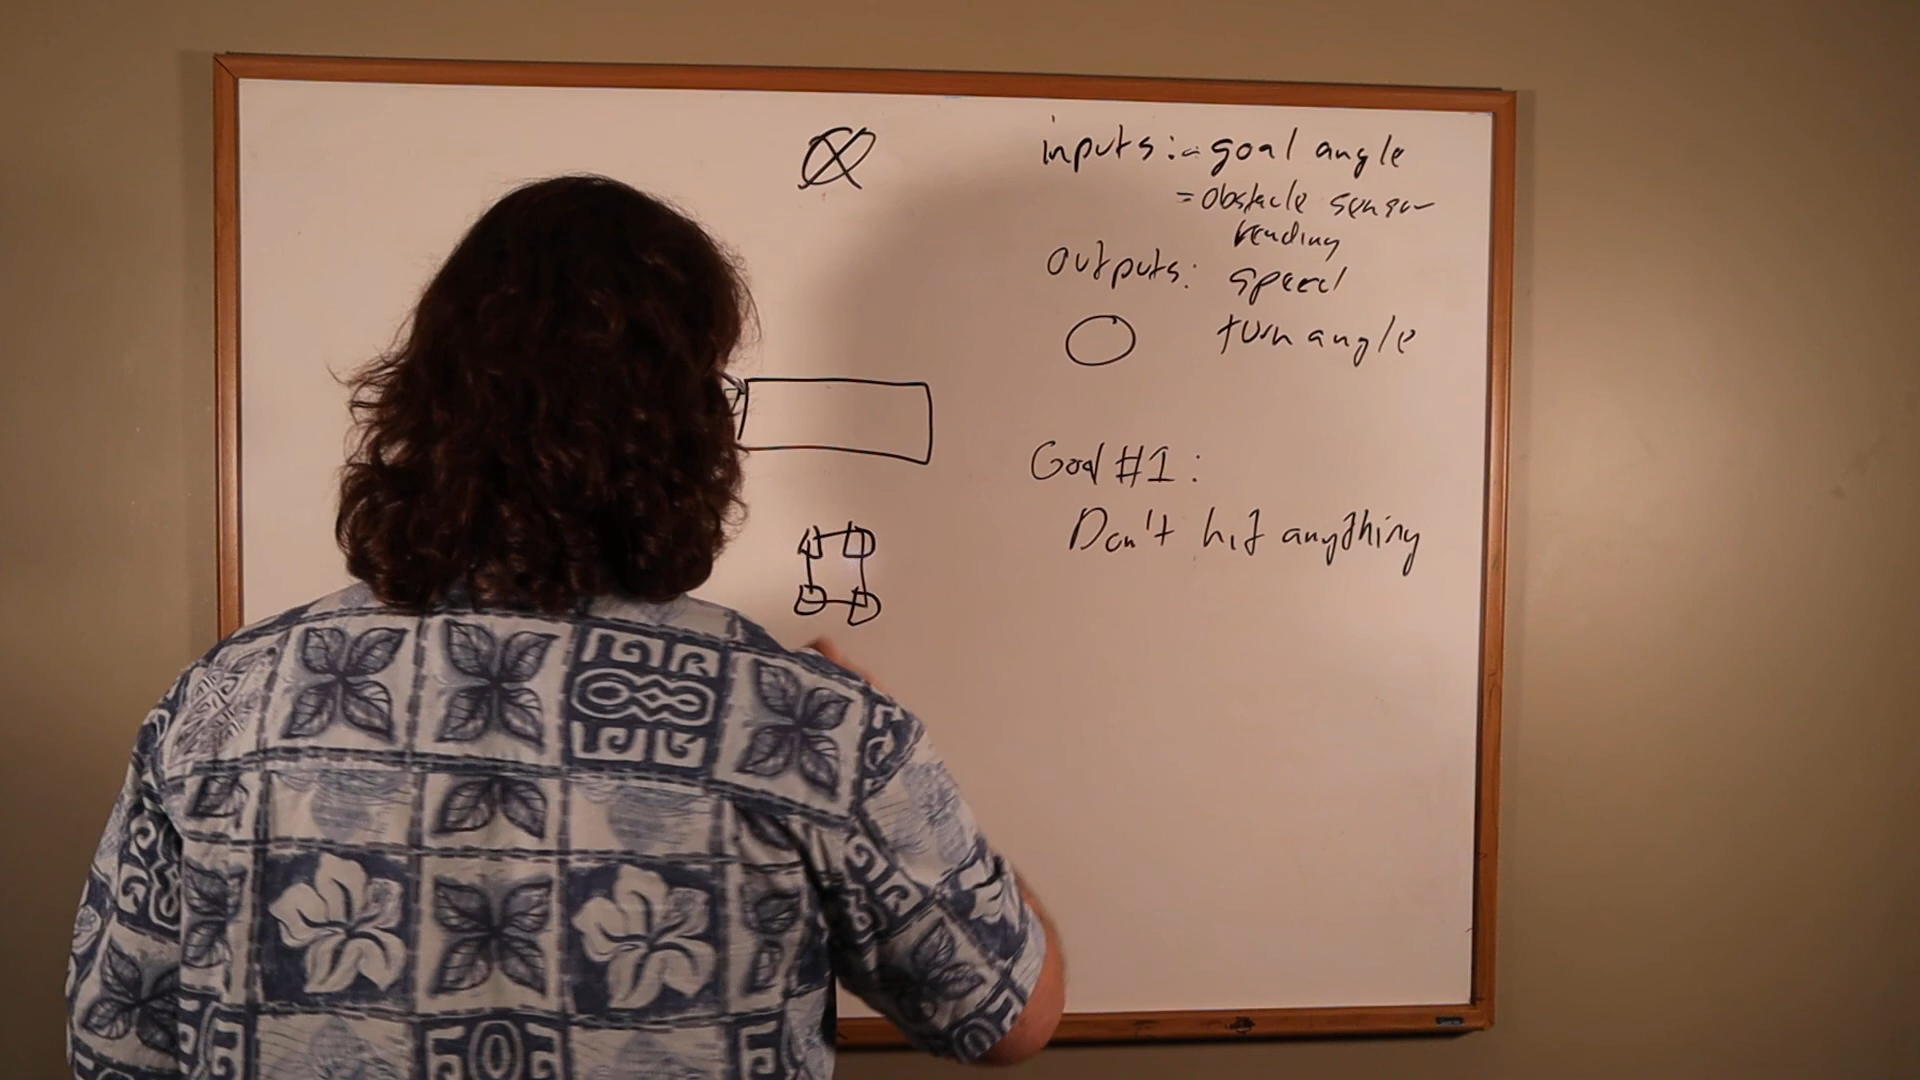 inputs: - goal angle
= obstacle sensor
reading
outputs: speed
turn angle
Goal #1:
Don't hit anything